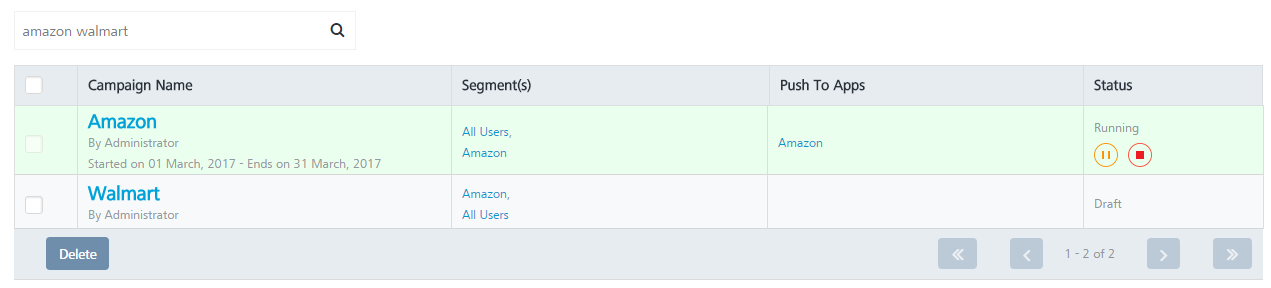 amazon walmart
Campaign Name Segment(s) Push To Apps Status
Amazon
By Administrator
Started on 01 March, 2017 - Ends on 31 March, 2017
All Users,
Amazon
Amazon
Running
Walmart
By Administrator
Amazon,
All Users
Draft
Delete
1 - 2 of 2